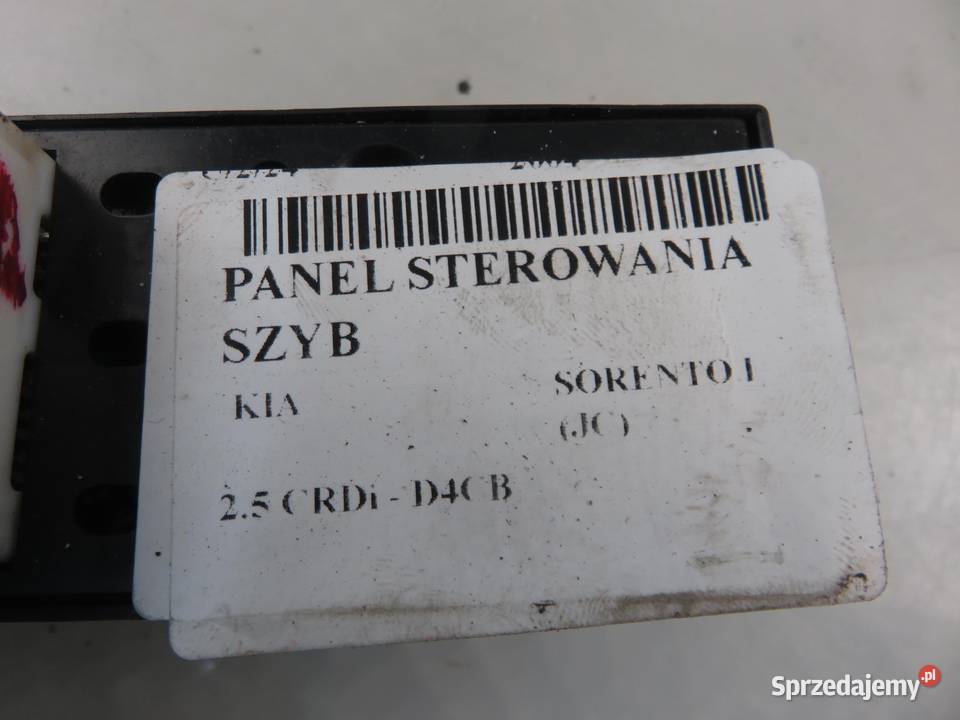 PANEL STEROWANIA
SZYB
KIA
SORENTO I
(JC)
2.5 CRDi - D4CB
Sprzedajemy.pl